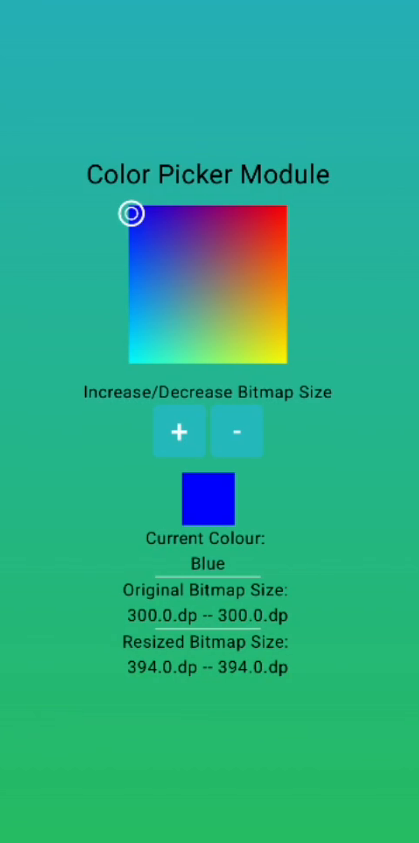 Color Picker Module
Increase/Decrease Bitmap Size
+ -
Current Colour:
Blue
Original Bitmap Size:
300.0.dp -- 300.0.dp
Resized Bitmap Size:
394.0.dp -- 394.0.dp